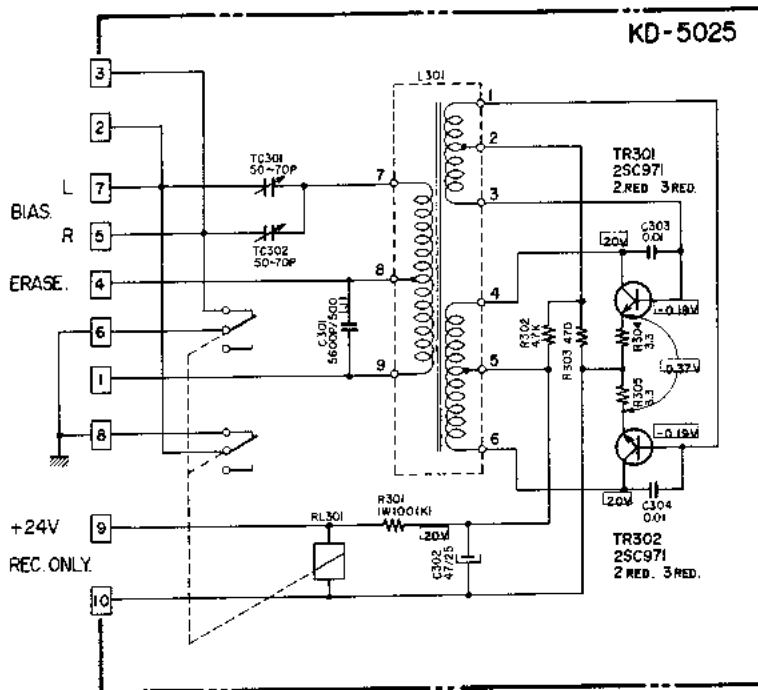 KD-5025
3
2
L 7
BIAS.
R 5
ERASE. 4
6
1
8
+24V 9
REC. ONLY.
10
TC301
50~70P
TC302
50~70P
L301
7
8
9
1
2
3
4
5
6
C301
5600P/500
TR301
2SC971
2.RED 3 RED.
20V
C303
0.01
-0.18V
R302
4.7K
R303 470
R304
3.3
0.37V
R305
3.3
-0.19V
20V
C304
0.01
TR302
2SC971
2 RED. 3 RED.
RL301
R301
1W100(K)
20V
C302
47/25